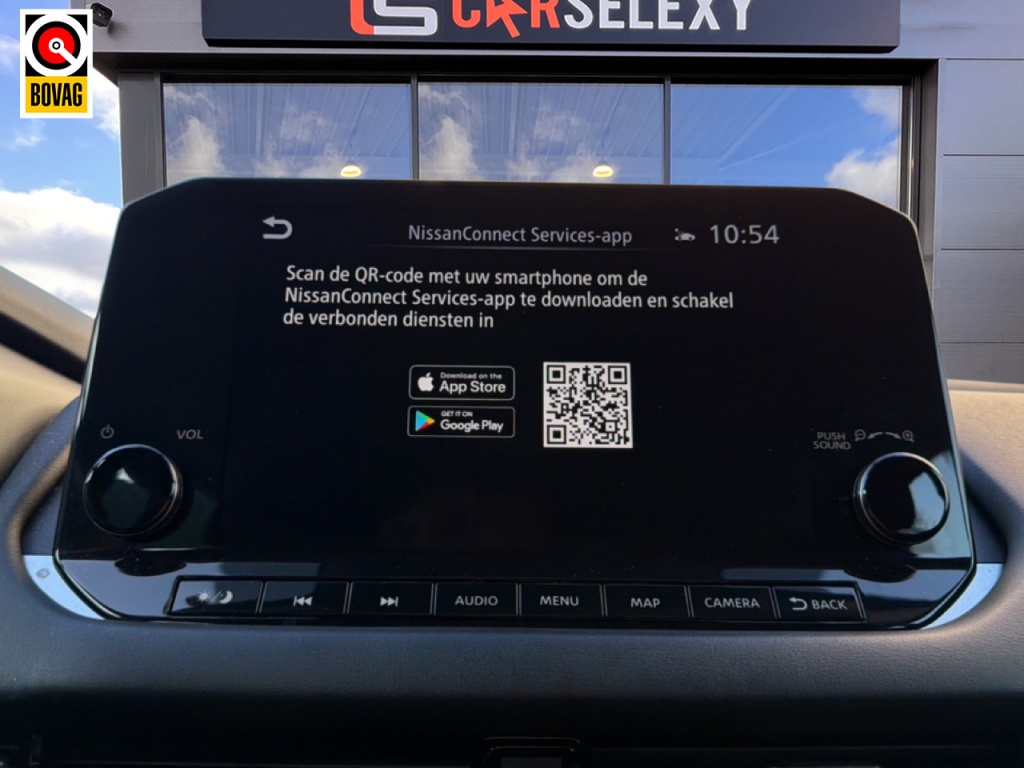 CARSELEXY
BOVAG
NissanConnect Services-app
10:54
Scan de QR-code met uw smartphone om de
NissanConnect Services-app te downloaden en schakel
de verbonden diensten in
Download on the
App Store
GET IT ON
Google Play
VOL
PUSH
SOUND
AUDIO
MENU
MAP
CAMERA
BACK